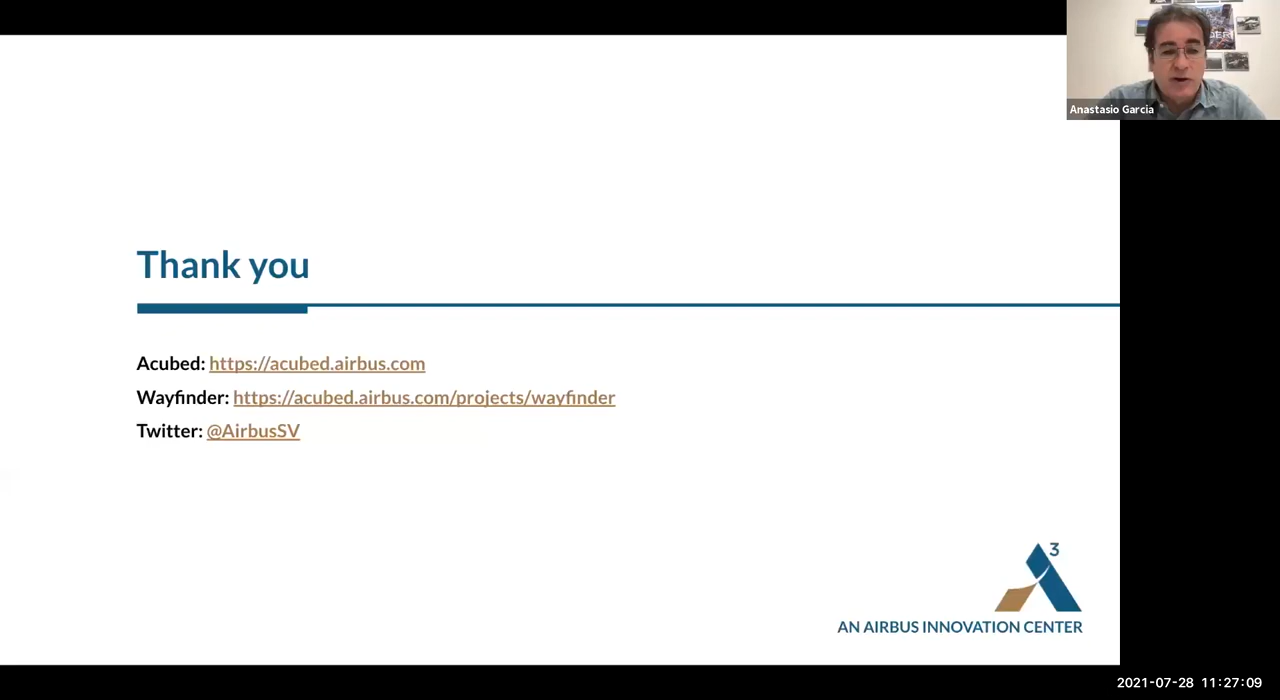 Anastasio Garcia
Thank you
Acubed: https://acubed.airbus.com
Wayfinder: https://acubed.airbus.com/projects/wayfinder
Twitter: @AirbusSV
3
AN AIRBUS INNOVATION CENTER
2021-07-28 11:27:09